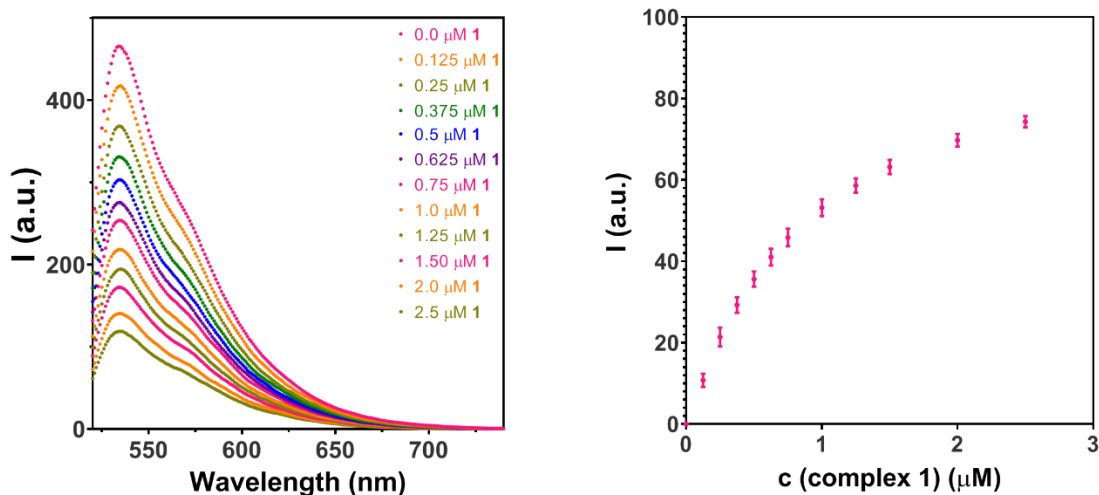 I (a.u.)
400
200
0
550
600
650
700
Wavelength (nm)
0.0 μM 1
0.125 μM 1
0.25 μM 1
0.375 μM 1
0.5 μM 1
0.625 μM 1
0.75 μM 1
1.0 μM 1
1.25 μM 1
1.50 μM 1
2.0 μM 1
2.5 μM 1
I (a.u.)
100
80
60
40
20
0
0
1
2
3
c (complex 1) (μM)